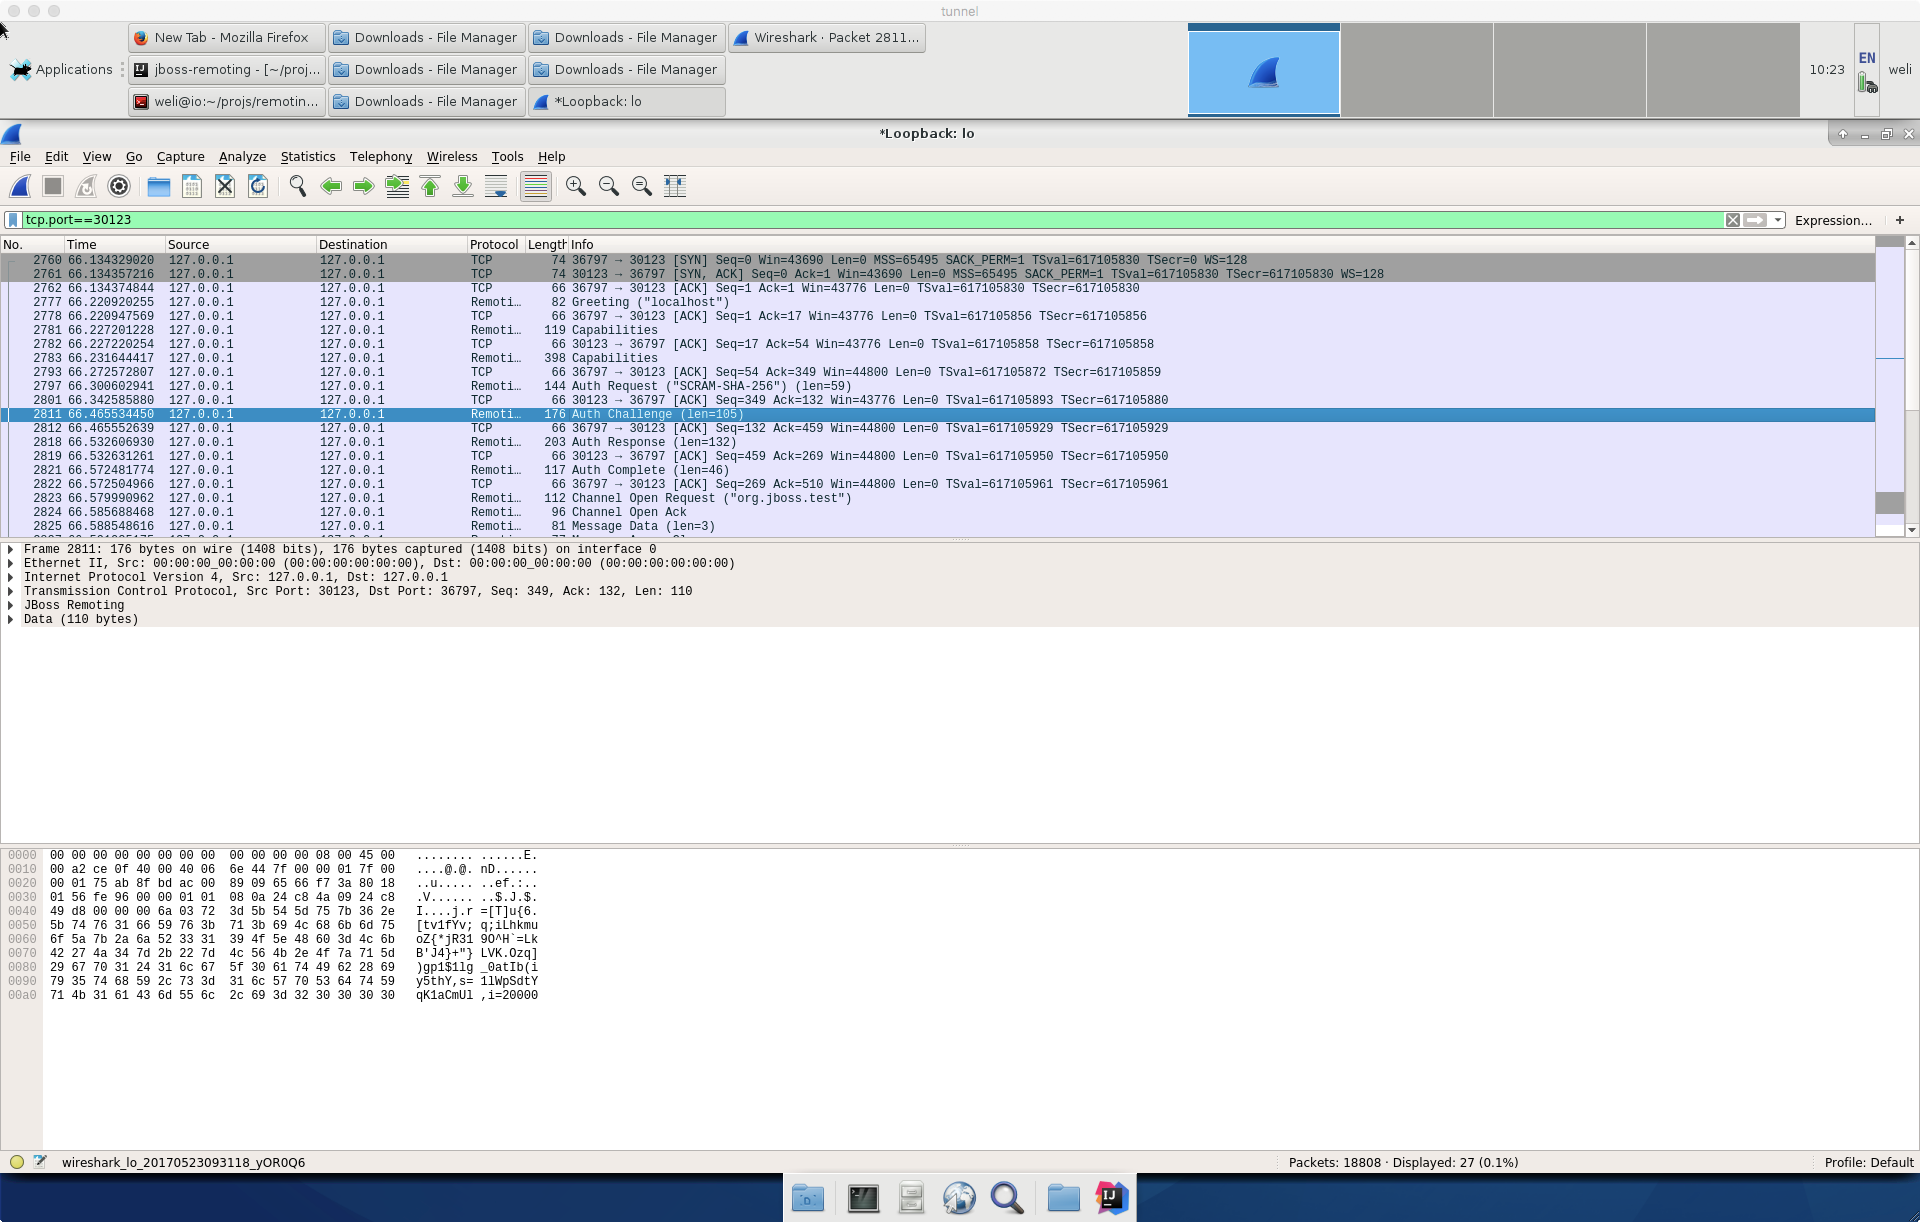 tunnel
New Tab - Mozilla Firefox
Downloads - File Manager
Downloads - File Manager
Wireshark · Packet 2811...
Applications
jboss-remoting - [~/proj...
Downloads - File Manager
Downloads - File Manager
10:23
EN
weli
weli@io:~/projs/remotin...
Downloads - File Manager
*Loopback: lo
*Loopback: lo
File Edit View Go Capture Analyze Statistics Telephony Wireless Tools Help
tcp.port==30123
Expression... +
No. Time Source Destination Protocol Length Info
2760 66.134329020 127.0.0.1 127.0.0.1 TCP 74 36797 → 30123 [SYN] Seq=0 Win=43690 Len=0 MSS=65495 SACK_PERM=1 TSval=617105830 TSecr=0 WS=128
2761 66.134357216 127.0.0.1 127.0.0.1 TCP 74 30123 → 36797 [SYN, ACK] Seq=0 Ack=1 Win=43690 Len=0 MSS=65495 SACK_PERM=1 TSval=617105830 TSecr=617105830 WS=128
2762 66.134374844 127.0.0.1 127.0.0.1 TCP 66 36797 → 30123 [ACK] Seq=1 Ack=1 Win=43776 Len=0 TSval=617105830 TSecr=617105830
2777 66.220920255 127.0.0.1 127.0.0.1 Remoti... 82 Greeting ("localhost")
2778 66.220947569 127.0.0.1 127.0.0.1 TCP 66 36797 → 30123 [ACK] Seq=1 Ack=17 Win=43776 Len=0 TSval=617105856 TSecr=617105856
2781 66.227201228 127.0.0.1 127.0.0.1 Remoti... 119 Capabilities
2782 66.227220254 127.0.0.1 127.0.0.1 TCP 66 30123 → 36797 [ACK] Seq=17 Ack=54 Win=43776 Len=0 TSval=617105858 TSecr=617105858
2783 66.231644417 127.0.0.1 127.0.0.1 Remoti... 398 Capabilities
2793 66.272572807 127.0.0.1 127.0.0.1 TCP 66 36797 → 30123 [ACK] Seq=54 Ack=349 Win=44800 Len=0 TSval=617105872 TSecr=617105859
2797 66.300602941 127.0.0.1 127.0.0.1 Remoti... 144 Auth Request ("SCRAM-SHA-256") (len=59)
2801 66.342585880 127.0.0.1 127.0.0.1 TCP 66 30123 → 36797 [ACK] Seq=349 Ack=132 Win=43776 Len=0 TSval=617105893 TSecr=617105880
2811 66.465534450 127.0.0.1 127.0.0.1 Remoti... 176 Auth Challenge (len=105)
2812 66.465552639 127.0.0.1 127.0.0.1 TCP 66 36797 → 30123 [ACK] Seq=132 Ack=459 Win=44800 Len=0 TSval=617105929 TSecr=617105929
2818 66.532606930 127.0.0.1 127.0.0.1 Remoti... 203 Auth Response (len=132)
2819 66.532631261 127.0.0.1 127.0.0.1 TCP 66 30123 → 36797 [ACK] Seq=459 Ack=269 Win=44800 Len=0 TSval=617105950 TSecr=617105950
2821 66.572481774 127.0.0.1 127.0.0.1 Remoti... 117 Auth Complete (len=46)
2822 66.572504966 127.0.0.1 127.0.0.1 TCP 66 36797 → 30123 [ACK] Seq=269 Ack=510 Win=44800 Len=0 TSval=617105961 TSecr=617105961
2823 66.579990962 127.0.0.1 127.0.0.1 Remoti... 112 Channel Open Request ("org.jboss.test")
2824 66.585688468 127.0.0.1 127.0.0.1 Remoti... 96 Channel Open Ack
2825 66.588548616 127.0.0.1 127.0.0.1 Remoti... 81 Message Data (len=3)
Frame 2811: 176 bytes on wire (1408 bits), 176 bytes captured (1408 bits) on interface 0
Ethernet II, Src: 00:00:00_00:00:00 (00:00:00:00:00:00), Dst: 00:00:00_00:00:00 (00:00:00:00:00:00)
Internet Protocol Version 4, Src: 127.0.0.1, Dst: 127.0.0.1
Transmission Control Protocol, Src Port: 30123, Dst Port: 36797, Seq: 349, Ack: 132, Len: 110
JBoss Remoting
Data (110 bytes)
0000 00 00 00 00 00 00 00 00 00 00 00 00 08 00 45 00 ........ ......E.
0010 00 a2 ce 0f 40 00 40 06 6e 44 7f 00 00 01 7f 00 ....@.@. nD......
0020 00 01 75 ab 8f bd ac 00 89 09 65 66 f7 3a 80 18 ..u..... ..ef.:..
0030 01 56 fe 96 00 00 01 01 08 0a 24 c8 4a 09 24 c8 .V...... ..$.J.$.
0040 49 d8 00 00 00 6a 03 72 3d 5b 54 5d 75 7b 36 2e I....j.r =[T]u{6.
0050 5b 74 76 31 66 59 76 3b 71 3b 69 4c 68 6b 6d 75 [tv1fYv; q;iLhkmu
0060 6f 5a 7b 2a 6a 52 33 31 39 4f 5e 48 60 3d 4c 6b oZ{*jR31 9O^H`=Lk
0070 42 27 4a 34 7d 2b 22 7d 4c 56 4b 2e 4f 7a 71 5d B'J4}+"} LVK.Ozq]
0080 29 67 70 31 24 31 6c 67 5f 30 61 74 49 62 28 69 )gp1$1lg _0atIb(i
0090 79 35 74 68 59 2c 73 3d 31 6c 57 70 53 64 74 59 y5thY,s= 1lWpSdtY
00a0 71 4b 31 61 43 6d 55 6c 2c 69 3d 32 30 30 30 30 qK1aCmUl ,i=20000
wireshark_lo_20170523093118_yOR0Q6
Packets: 18808 · Displayed: 27 (0.1%)
Profile: Default